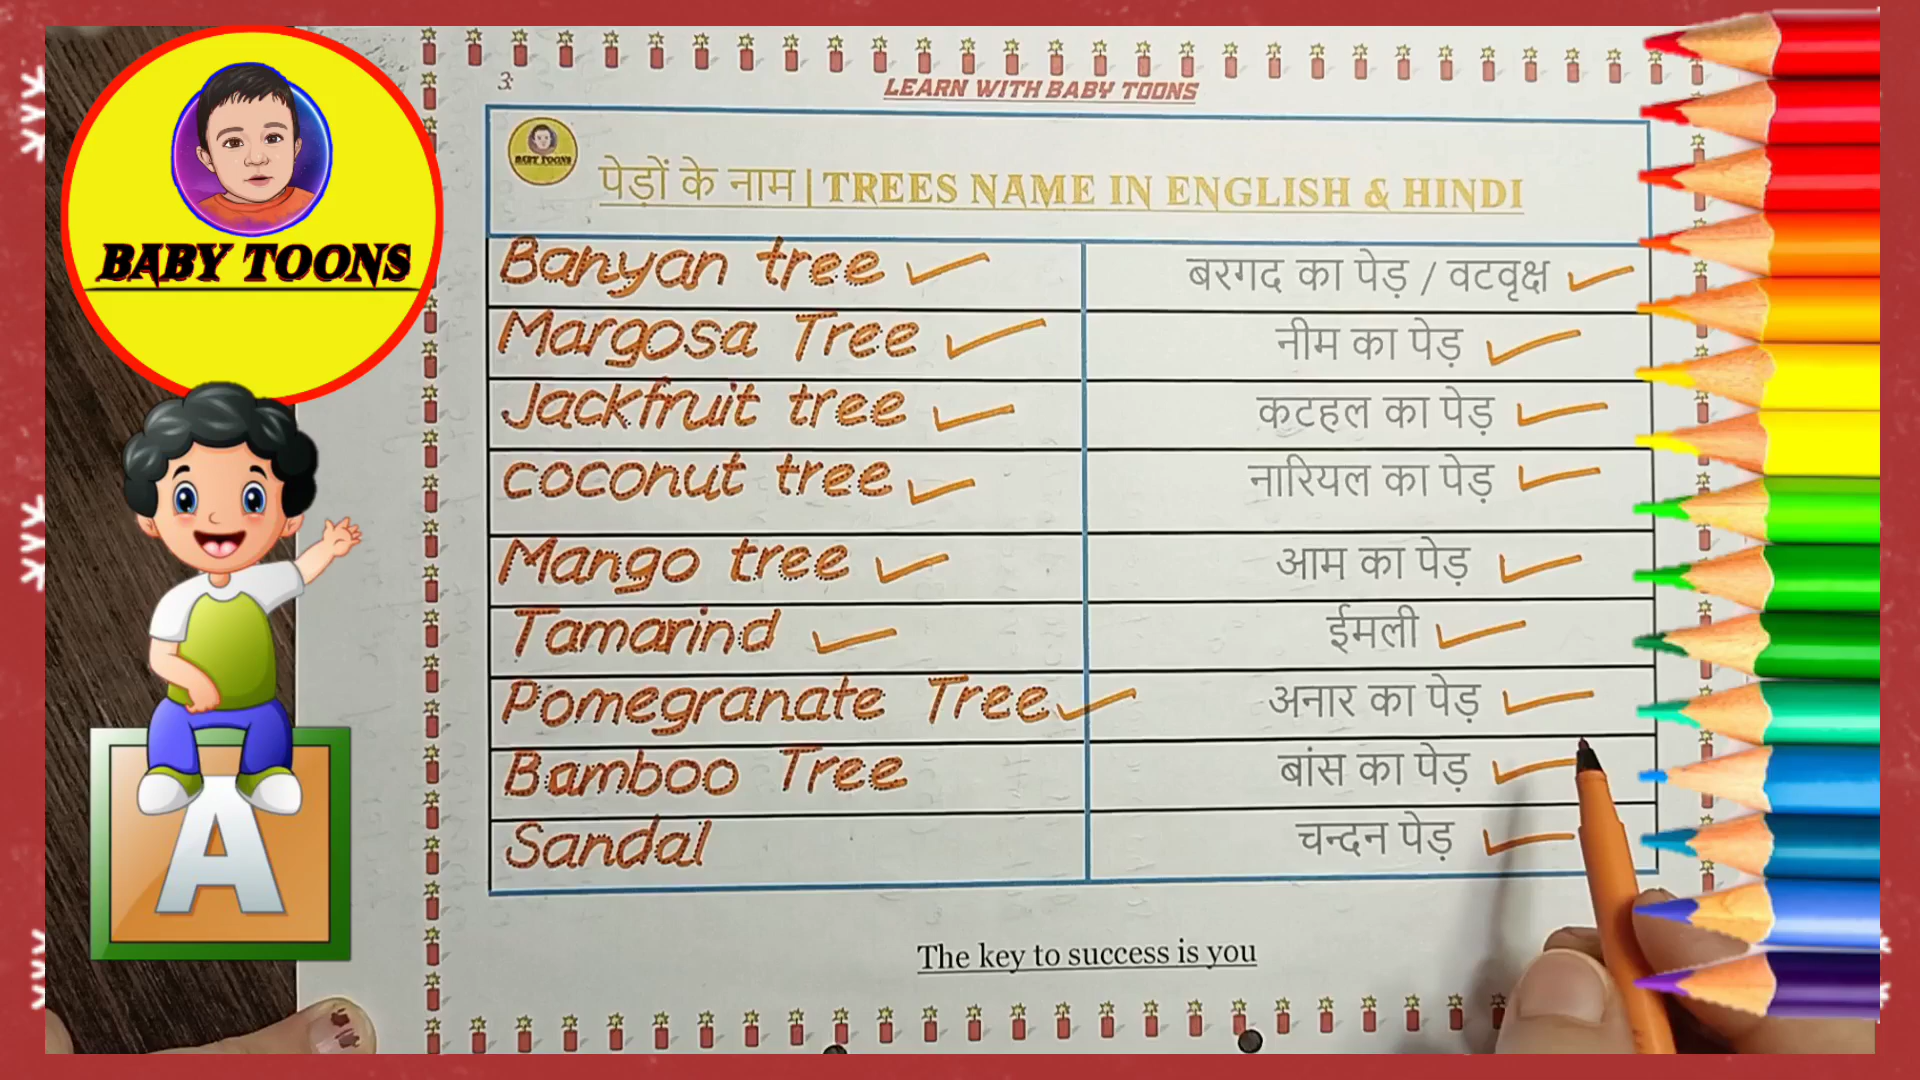 BABY TOONS
3
LEARN WITH BABY TOONS
BABY TOONS
पेड़ों के नाम | TREES NAME IN ENGLISH & HINDI
Banyan tree बरगद का पेड़ / वटवृक्ष
Margosa Tree नीम का पेड़
Jackfruit tree कटहल का पेड़
coconut tree नारियल का पेड़
Mango tree आम का पेड़
Tamarind ईमली
Pomegranate Tree अनार का पेड़
Bamboo Tree बांस का पेड़
Sandal चन्दन पेड़
A
The key to success is you